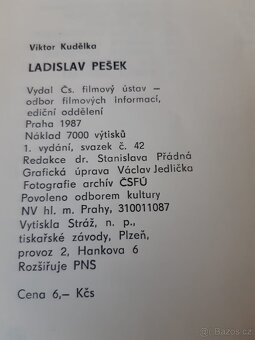 Viktor Kudělka
LADISLAV PEŠEK
Vydal Čs. filmový ústav —
odbor filmových informací,
ediční oddělení
Praha 1987
Náklad 7000 výtisků
1. vydání, svazek č. 42
Redakce dr. Stanislava Přádná
Grafická úprava Václav Jedlička
Fotografie archív ČSFÚ
Povoleno odborem kultury
NV hl. m. Prahy, 310011087
Vytiskla Stráž, n. p.,
tiskařské závody, Plzeň,
provoz 2, Hankova 6
Rozšiřuje PNS
Cena 6,— Kčs
bazos.cz